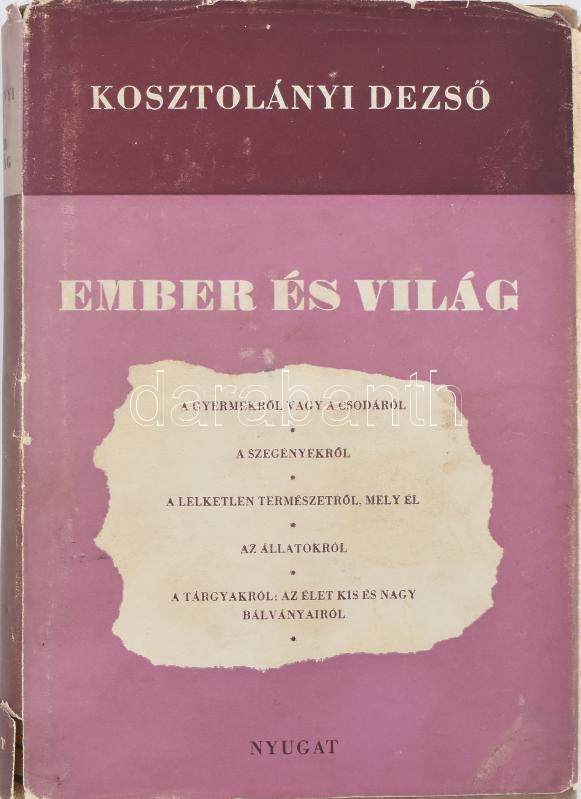 KOSZTOLÁNYI DEZSŐ
EMBER ÉS VILÁG
A GYERMEKRŐL VAGY A CSODÁRÓL
A SZEGÉNYEKRŐL
A LELKETLEN TERMÉSZETRŐL, MELY ÉL
AZ ÁLLATOKRÓL
A TÁRGYAKRÓL: AZ ÉLET KIS ÉS NAGY
BÁLVÁNYAIRÓL
NYUGAT
darabanth